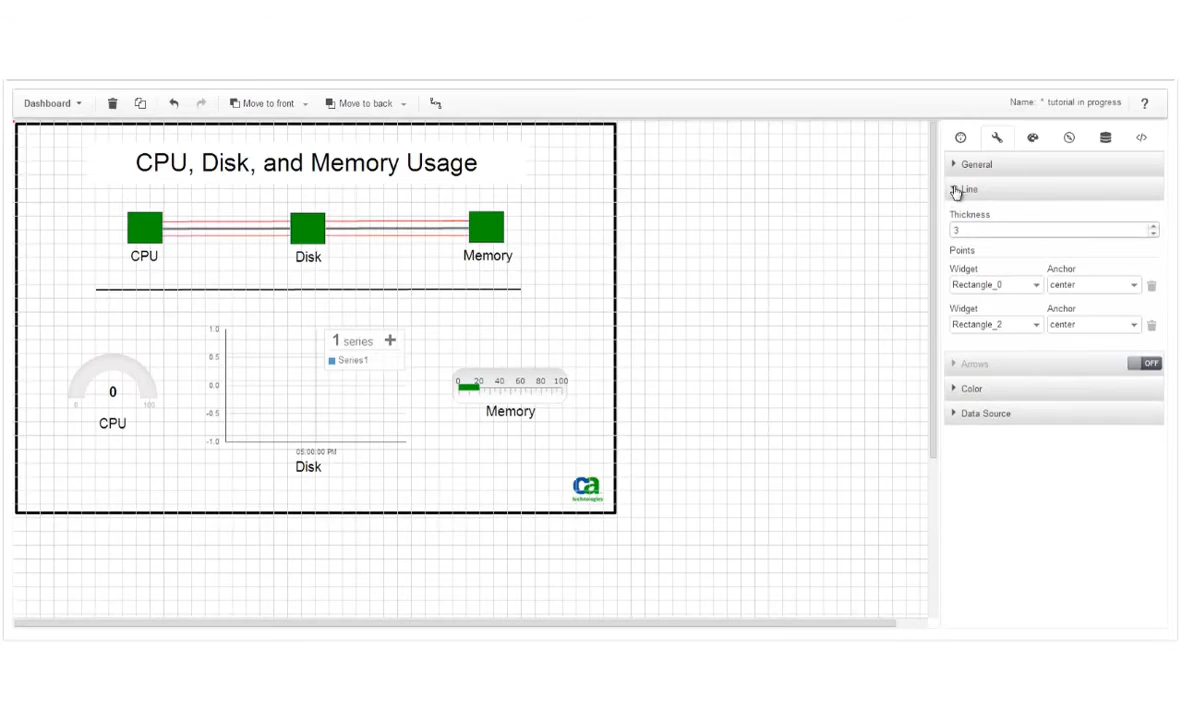 Dashboard Move to front Move to back Name: * tutorial in progress ?
CPU, Disk, and Memory Usage
CPU Disk Memory
1.0
0.5
0.0
-0.5
-1.0
1 series +
Series1
05:00:00 PM
Disk
0
0 100
CPU
0 20 40 60 80 100
Memory
ca
technologies
General
Line
Thickness
3
Points
Widget Anchor
Rectangle_0 center
Widget Anchor
Rectangle_2 center
Arrows OFF
Color
Data Source